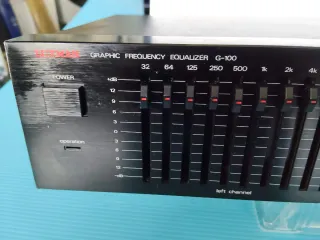 GRAPHIC FREQUENCY EQUALIZER G-100
POWER
32 64 125 250 500 1k 2k 4k
+dB
12
9
6
3
0
3
6
9
12
operation
left channel